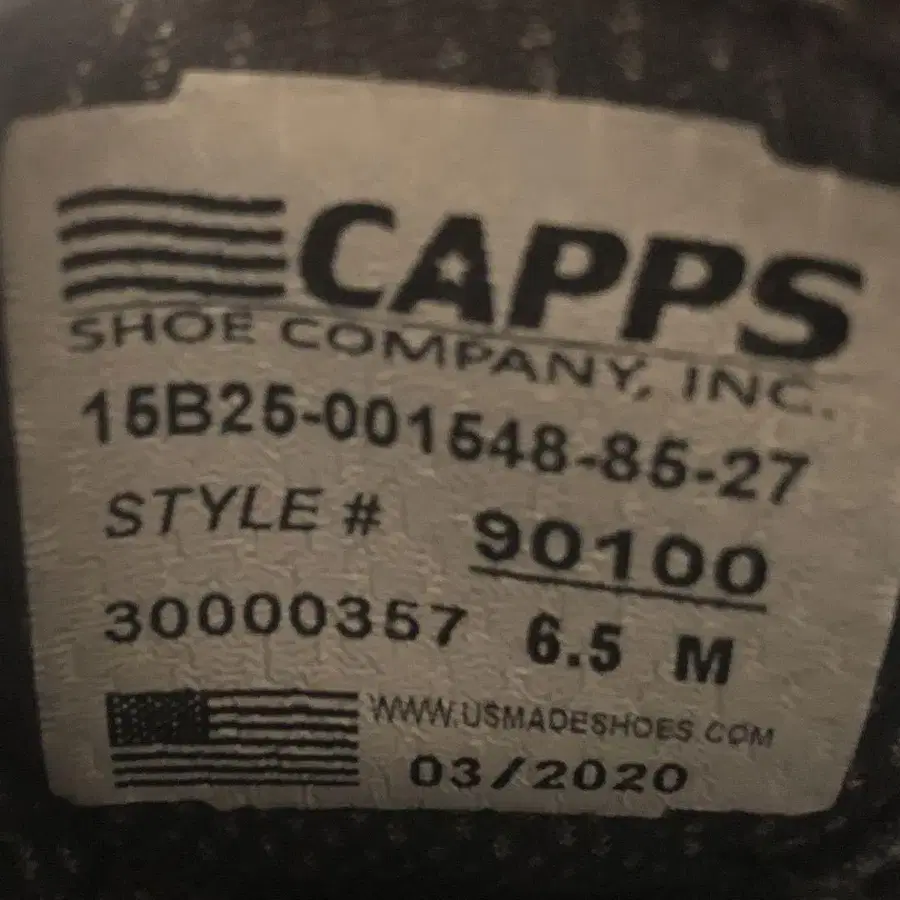 CAPPS
SHOE COMPANY, INC.
15B25-001548-85-27
STYLE # 90100
30000357 6.5 M
WWW.USMADESHOES.COM
03/2020